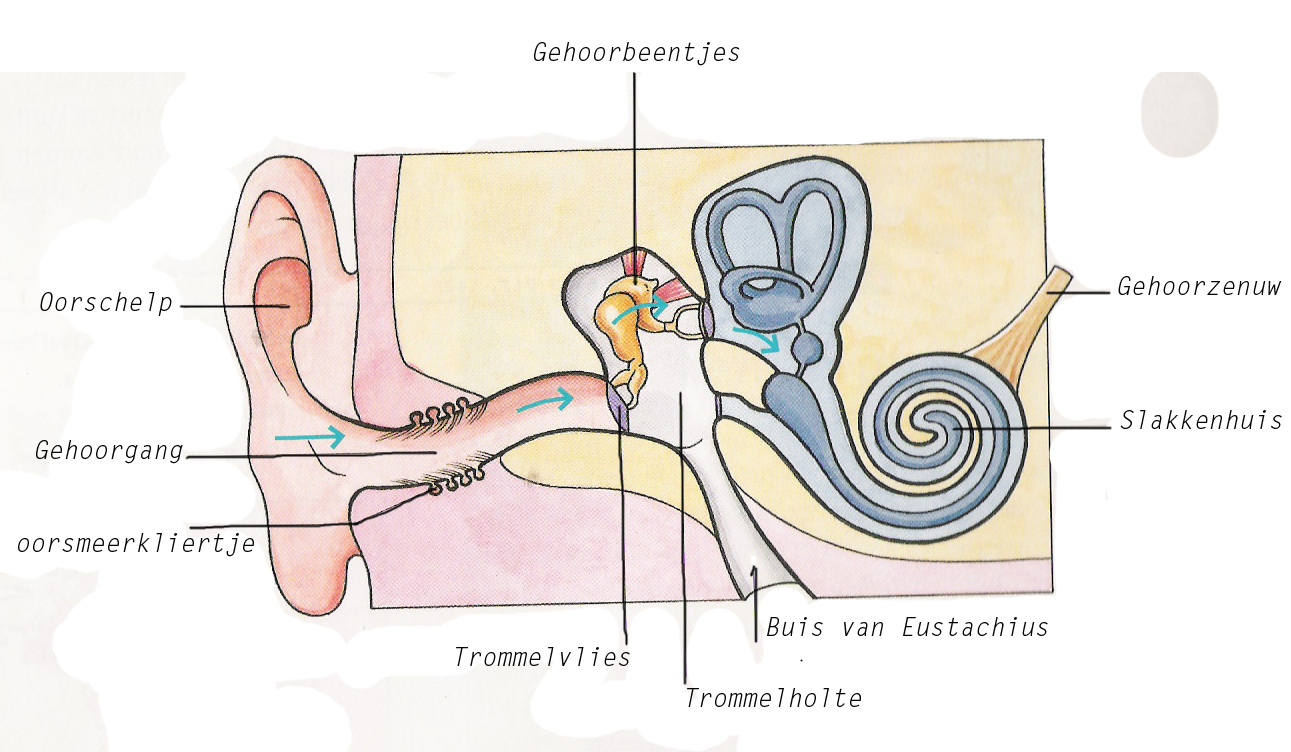 Gehoorbeentjes
Oorschelp
Gehoorzenuw
Slakkenhuis
Gehoorgang
oorsmeerkliertje
Buis van Eustachius
Trommelvlies
Trommelholte